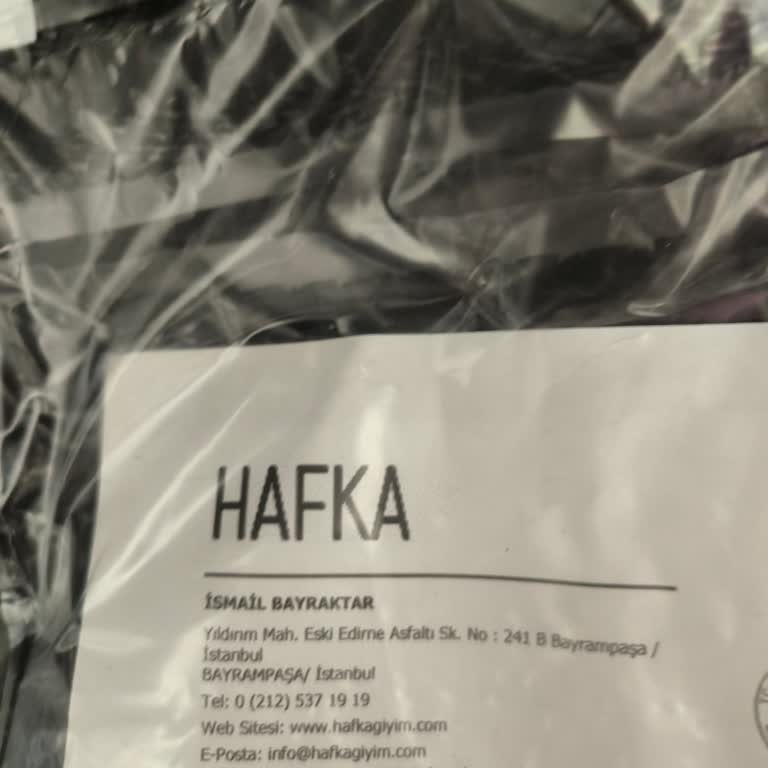 HAFKA
İSMAİL BAYRAKTAR
Yıldırım Mah. Eski Edirne Asfaltı Sk. No : 241 B Bayrampaşa /
İstanbul
BAYRAMPAŞA/ İstanbul
Tel: 0 (212) 537 19 19
Web Sitesi: www.hafkagiyim.com
E-Posta: info@hafkagiyim.com